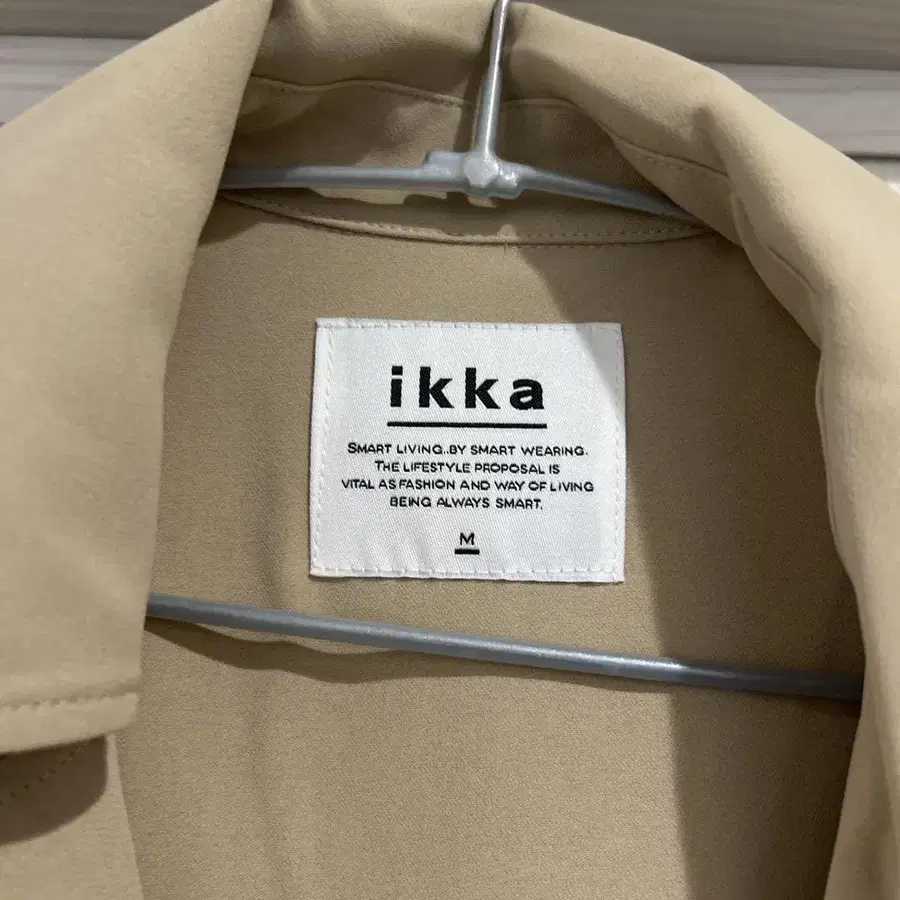 ikka
SMART LIVING..BY SMART WEARING.
THE LIFESTYLE PROPOSAL IS
VITAL AS FASHION AND WAY OF LIVING
BEING ALWAYS SMART.
M